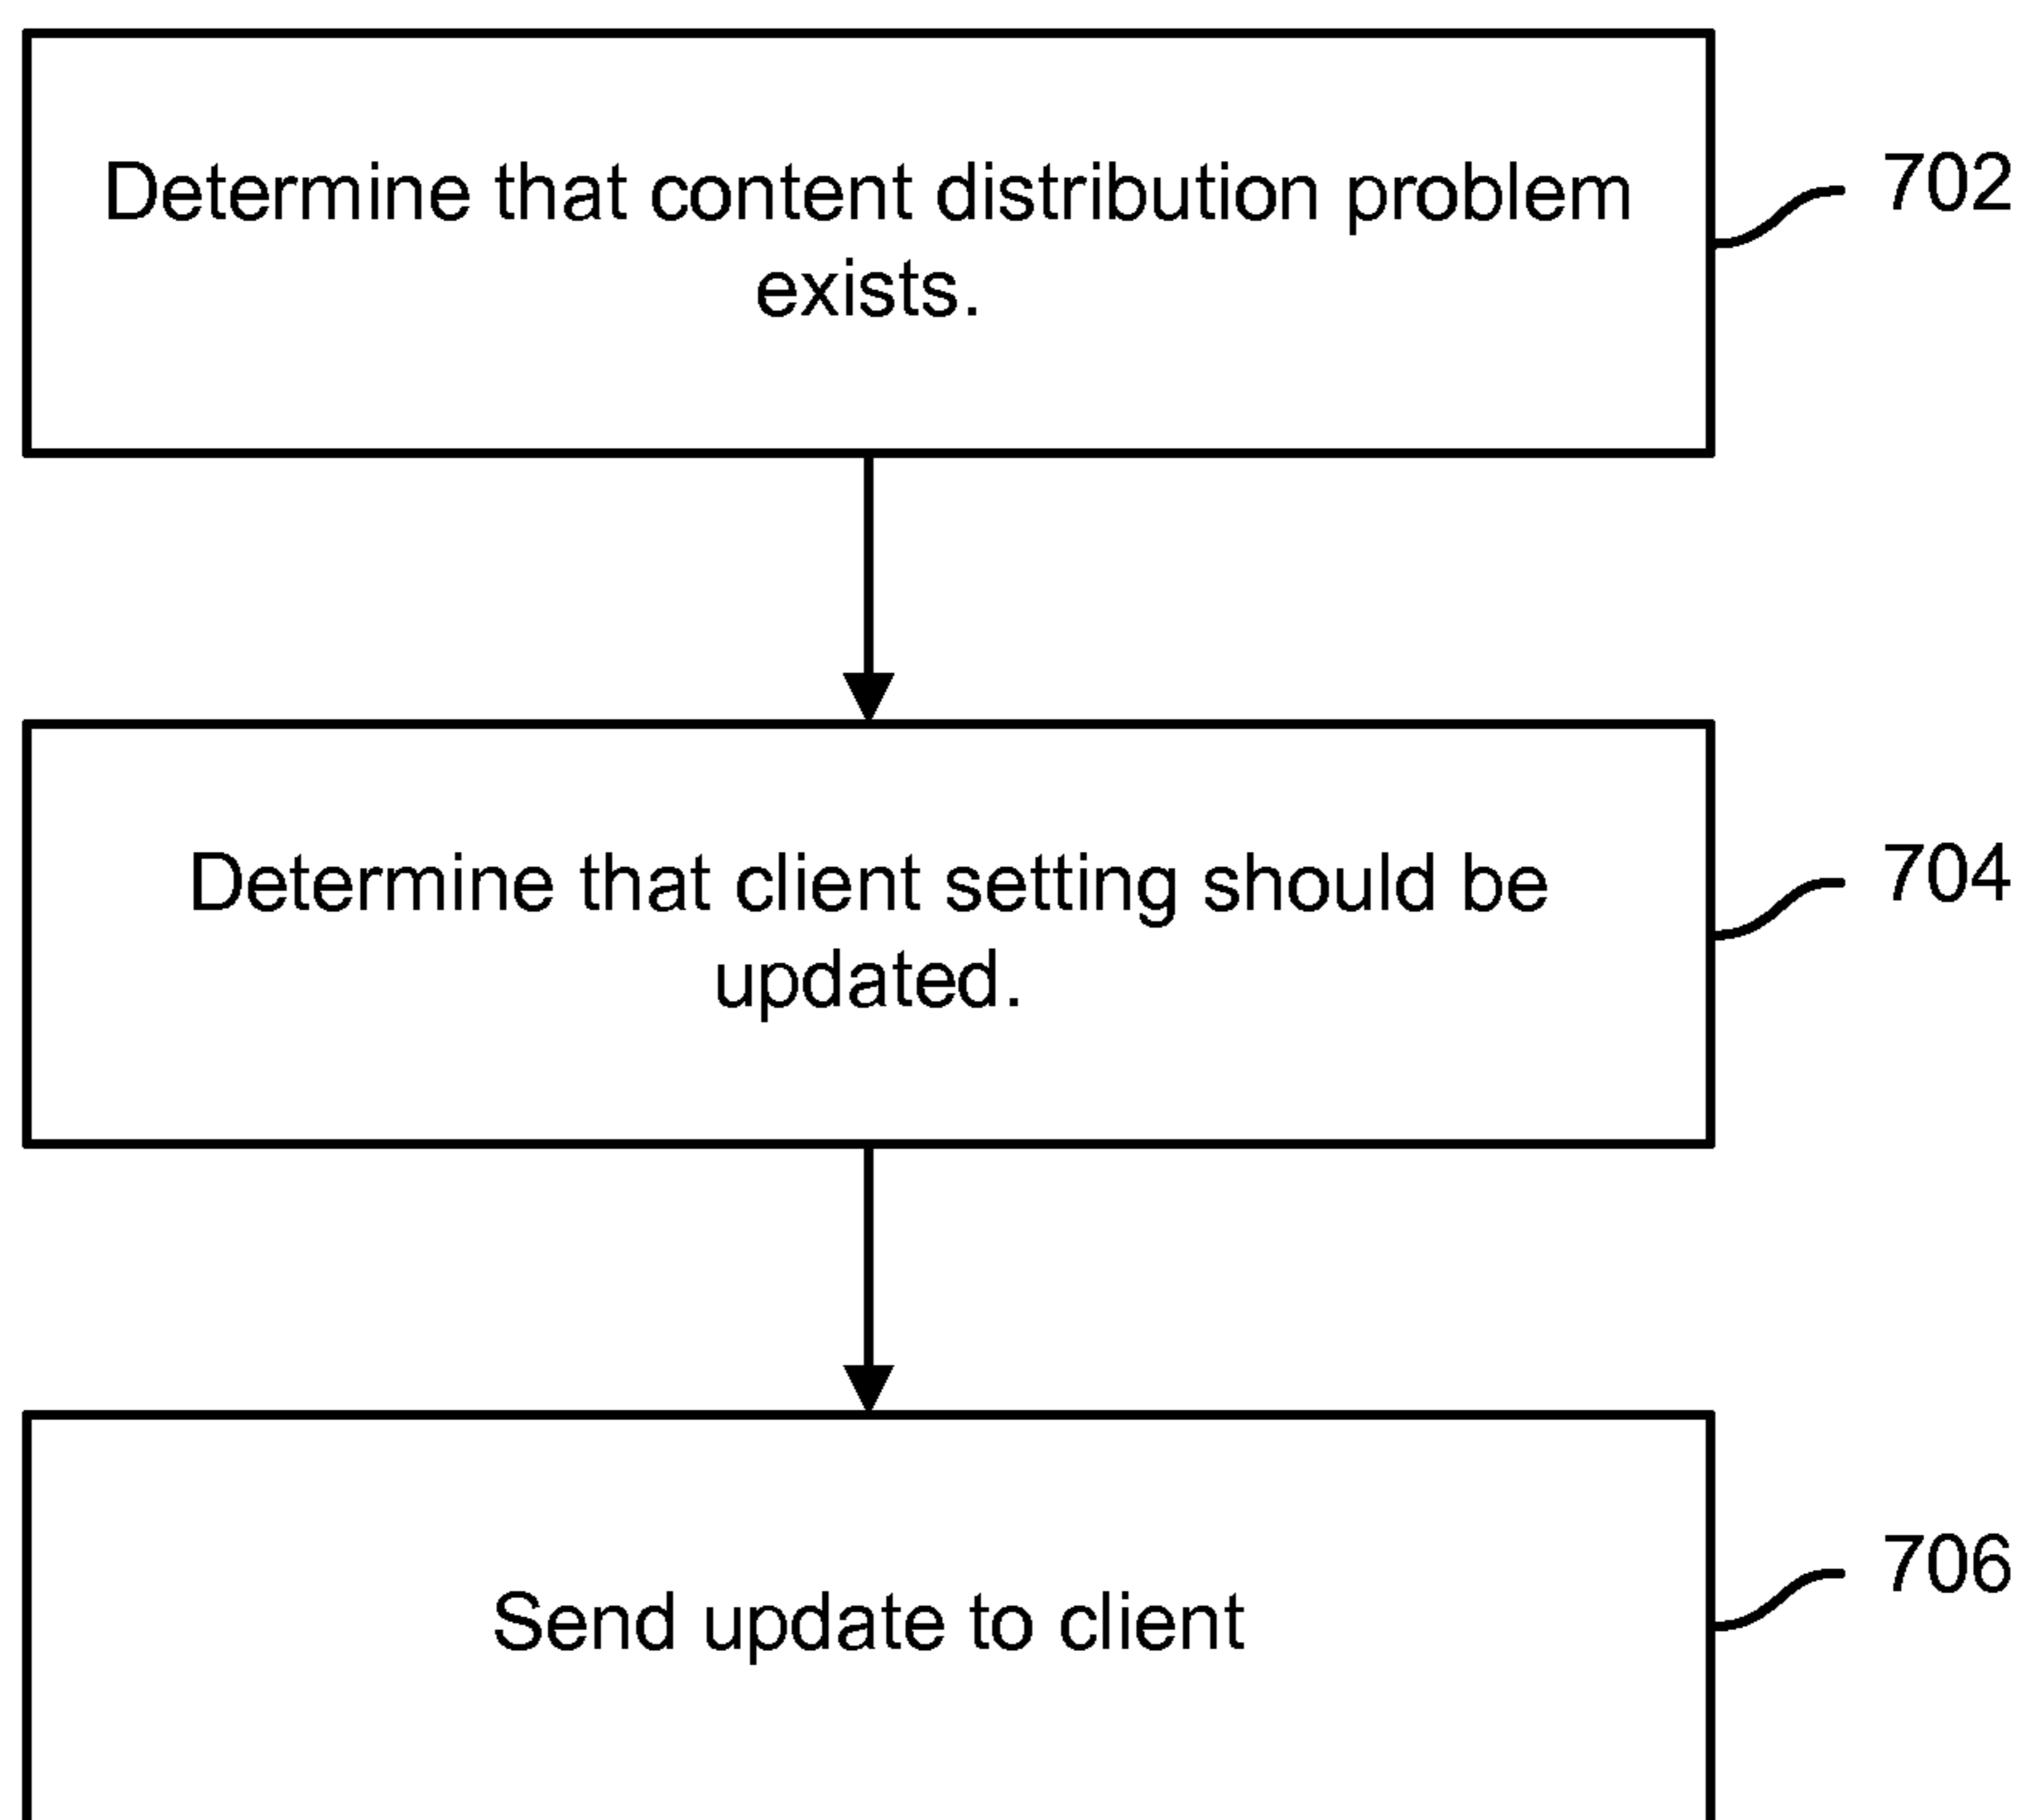 Determine that content distribution problem
exists.
702
Determine that client setting should be
updated.
704
Send update to client
706